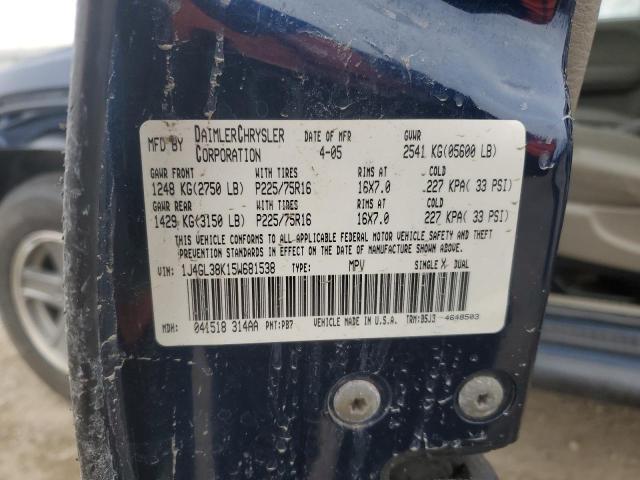 MFD BY DAIMLERCHRYSLER CORPORATION DATE OF MFR 4-05 GVWR 2541 KG(05600 LB)
GAWR FRONT WITH TIRES RIMS AT COLD
1248 KG(2750 LB) P225/75R16 16X7.0 227 KPA( 33 PSI)
GAWR REAR WITH TIRES RIMS AT COLD
1429 KG(3150 LB) P225/75R16 16X7.0 227 KPA( 33 PSI)
THIS VEHICLE CONFORMS TO ALL APPLICABLE FEDERAL MOTOR VEHICLE SAFETY AND THEFT
PREVENTION STANDARDS IN EFFECT ON THE DATE OF MANUFACTURE SHOWN ABOVE.
VIN: 1J4GL38K15W681538 TYPE: MPV SINGLE X DUAL
MDH: 041518 314AA PNT:PB7 VEHICLE MADE IN U.S.A. TRM:B5J3 4648503